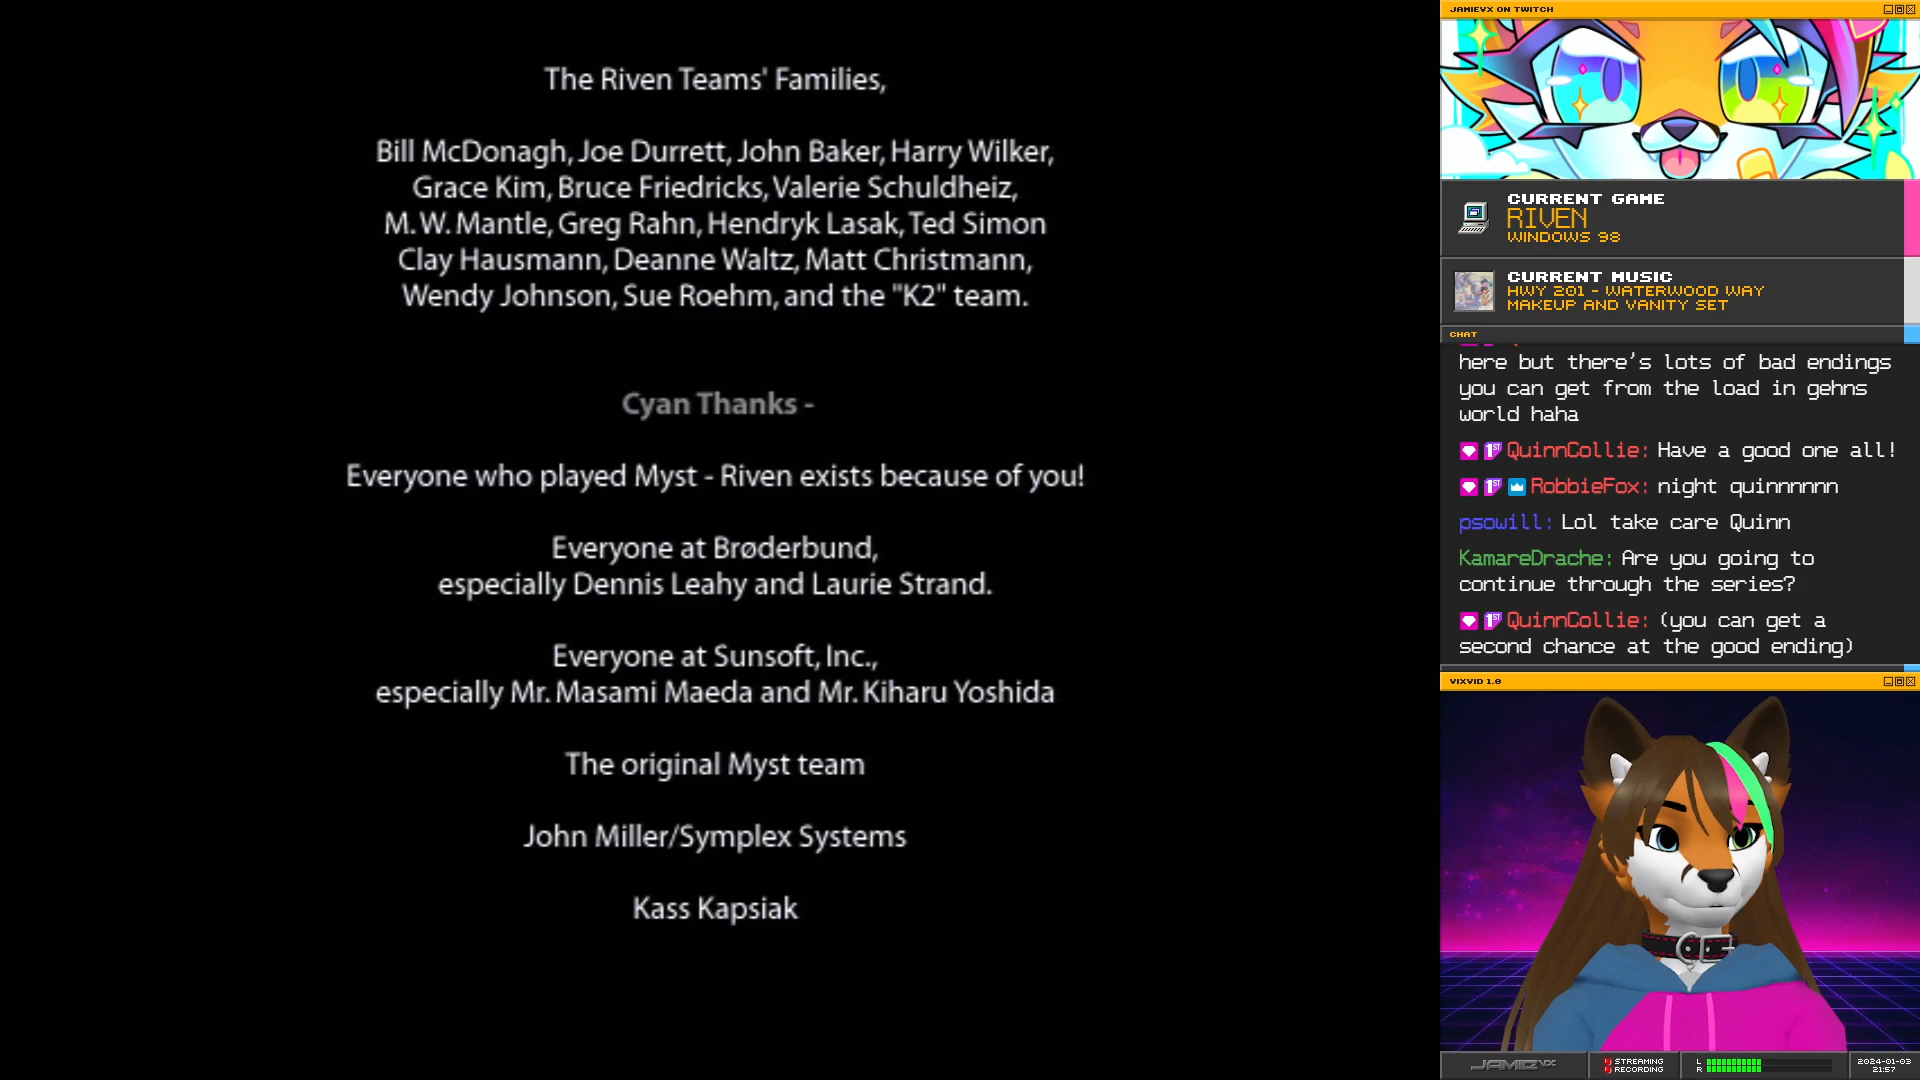 The Riven Teams' Families,
Bill McDonagh, Joe Durrett, John Baker, Harry Wilker,
Grace Kim, Bruce Friedricks, Valerie Schuldheiz,
M. W. Mantle, Greg Rahn, Hendryk Lasak, Ted Simon
Clay Hausmann, Deanne Waltz, Matt Christmann,
Wendy Johnson, Sue Roehm, and the "K2" team.
Cyan Thanks -
Everyone who played Myst - Riven exists because of you!
Everyone at Brøderbund,
especially Dennis Leahy and Laurie Strand.
Everyone at Sunsoft, Inc.,
especially Mr. Masami Maeda and Mr. Kiharu Yoshida
The original Myst team
John Miller/Symplex Systems
Kass Kapsiak
JAMIEVX ON TWITCH
CURRENT GAME
RIVEN
WINDOWS 98
CURRENT MUSIC
HWY 201 - WATERWOOD WAY
MAKEUP AND VANITY SET
CHAT
here but there's lots of bad endings
you can get from the load in gehns
world haha
1ST QuinnCollie: Have a good one all!
1ST RobbieFox: night quinnnnnn
psowill: Lol take care Quinn
KamareDrache: Are you going to
continue through the series?
1ST QuinnCollie: (you can get a
second chance at the good ending)
VIXVID 1.0
JAMIEVX
STREAMING
RECORDING
L
R
2024-01-03
21:57